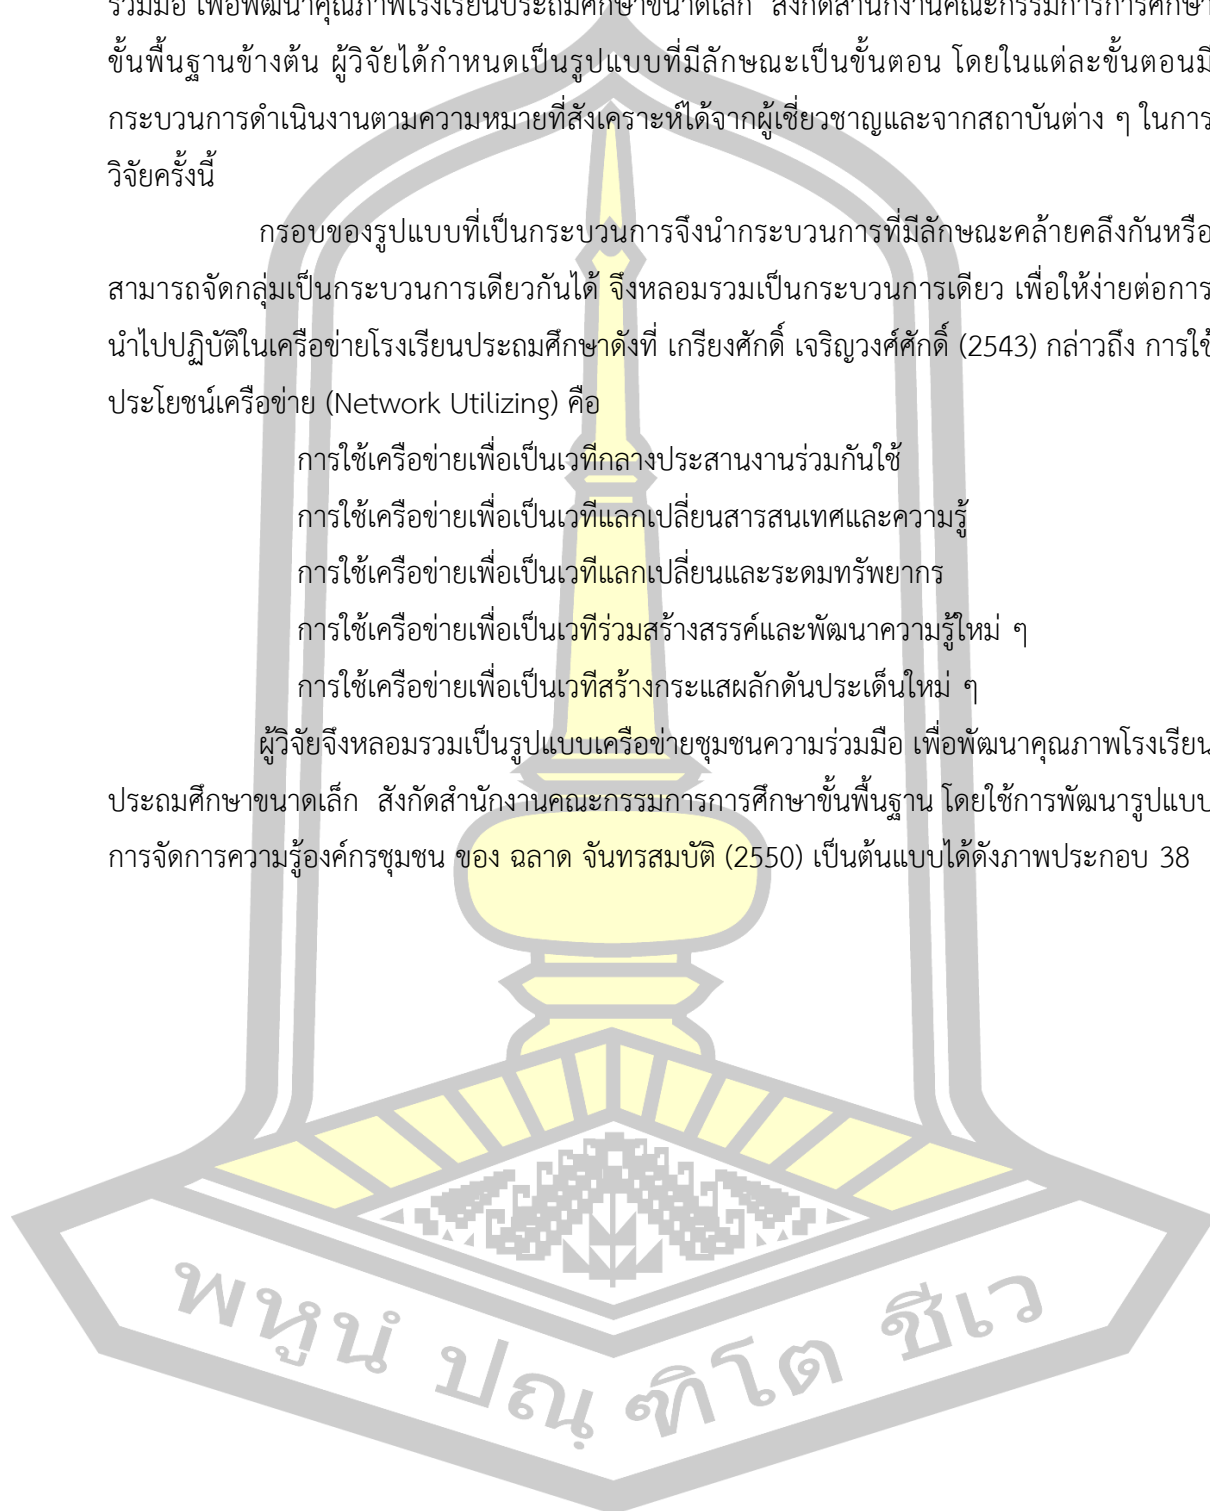 ร่วมมือ เพื่อพัฒนาคุณภาพโรงเรียนประถมศึกษาขนาดเล็ก สังกัดสำนักงานคณะกรรมการการศึกษา
ขั้นพื้นฐานข้างต้น ผู้วิจัยได้กำหนดเป็นรูปแบบที่มีลักษณะเป็นขั้นตอน โดยในแต่ละขั้นตอนมี
กระบวนการดำเนินงานตามความหมายที่สังเคราะห์ได้จากผู้เชี่ยวชาญและจากสถาบันต่าง ๆ ในการ
วิจัยครั้งนี้
กรอบของรูปแบบที่เป็นกระบวนการจึงนำกระบวนการที่มีลักษณะคล้ายคลึงกันหรือ
สามารถจัดกลุ่มเป็นกระบวนการเดียวกันได้ จึงหลอมรวมเป็นกระบวนการเดียว เพื่อให้ง่ายต่อการ
นำไปปฏิบัติในเครือข่ายโรงเรียนประถมศึกษาดังที่ เกรียงศักดิ์ เจริญวงศ์ศักดิ์ (2543) กล่าวถึง การใช้
ประโยชน์เครือข่าย (Network Utilizing) คือ
การใช้เครือข่ายเพื่อเป็นเวทีกลางประสานงานร่วมกันใช้
การใช้เครือข่ายเพื่อเป็นเวทีแลกเปลี่ยนสารสนเทศและความรู้
การใช้เครือข่ายเพื่อเป็นเวทีแลกเปลี่ยนและระดมทรัพยากร
การใช้เครือข่ายเพื่อเป็นเวทีร่วมสร้างสรรค์และพัฒนาความรู้ใหม่ ๆ
การใช้เครือข่ายเพื่อเป็นเวทีสร้างกระแสผลักดันประเด็นใหม่ ๆ
ผู้วิจัยจึงหลอมรวมเป็นรูปแบบเครือข่ายชุมชนความร่วมมือ เพื่อพัฒนาคุณภาพโรงเรียน
ประถมศึกษาขนาดเล็ก สังกัดสำนักงานคณะกรรมการการศึกษาขั้นพื้นฐาน โดยใช้การพัฒนารูปแบบ
การจัดการความรู้องค์กรชุมชน ของ ฉลาด จันทรสมบัติ (2550) เป็นต้นแบบได้ดังภาพประกอบ 38
พหูนํ ปณฺ ฑิโต ชีเว